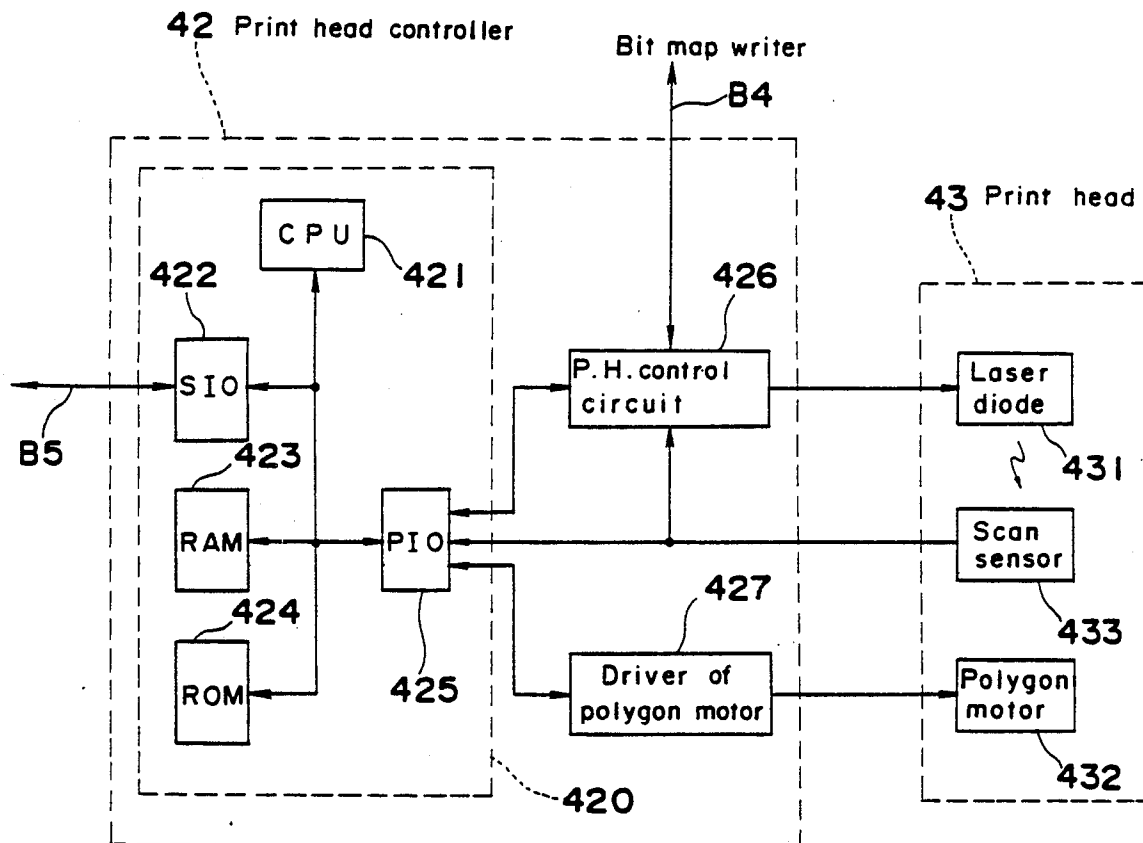 42 Print head controller
Bit map writer
B4
43 Print head
CPU
421
422
426
SIO
P.H.control
circuit
Laser
diode
B5
431
423
RAM
PIO
Scan
sensor
427
433
424
425
ROM
Driver of
polygon motor
Polygon
motor
432
420